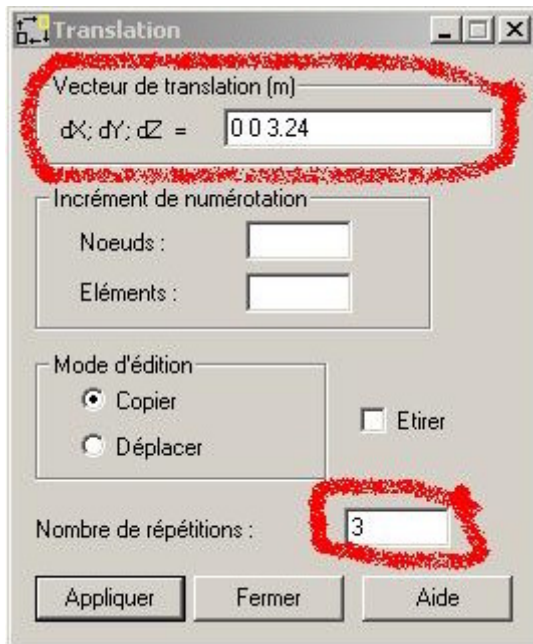 Translation
Vecteur de translation (m)
dX; dY; dZ = 0 0 3.24
Incrément de numérotation
Noeuds :
Eléments :
Mode d'édition
Copier
Etirer
Déplacer
Nombre de répétitions : 3
Appliquer Fermer Aide